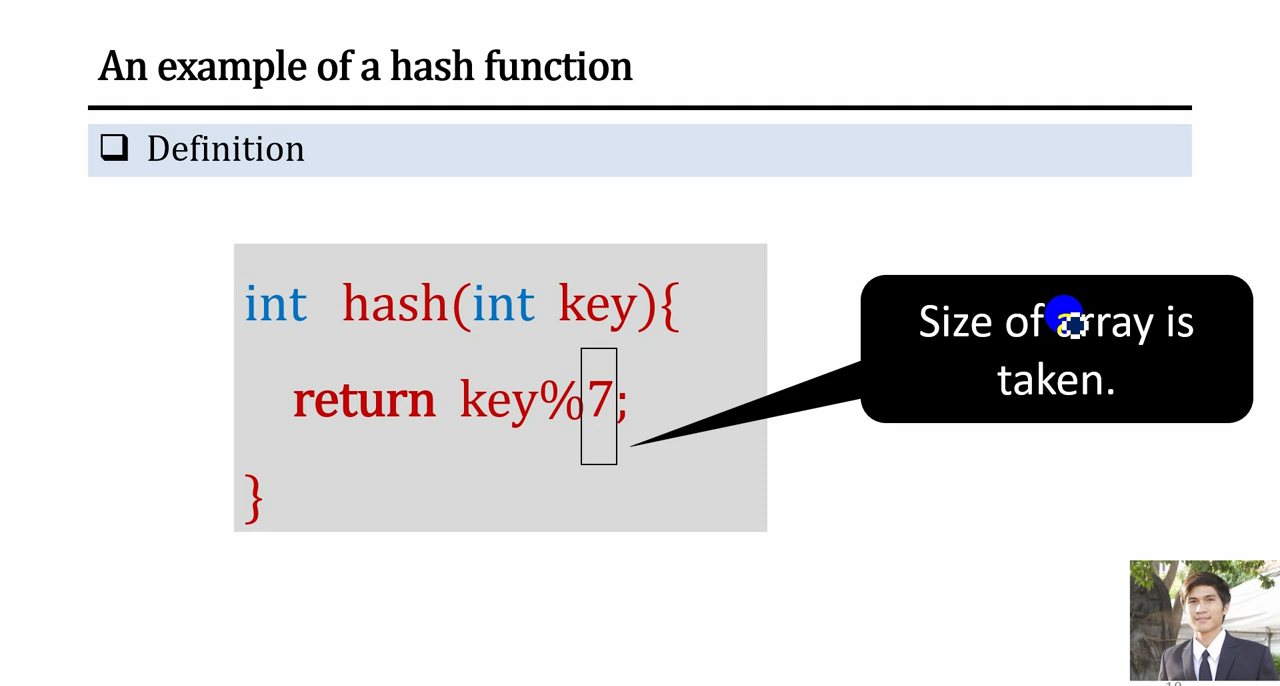 An example of a hash function
❑ Definition
int hash(int key){
return key%7;
}
Size of array is
taken.